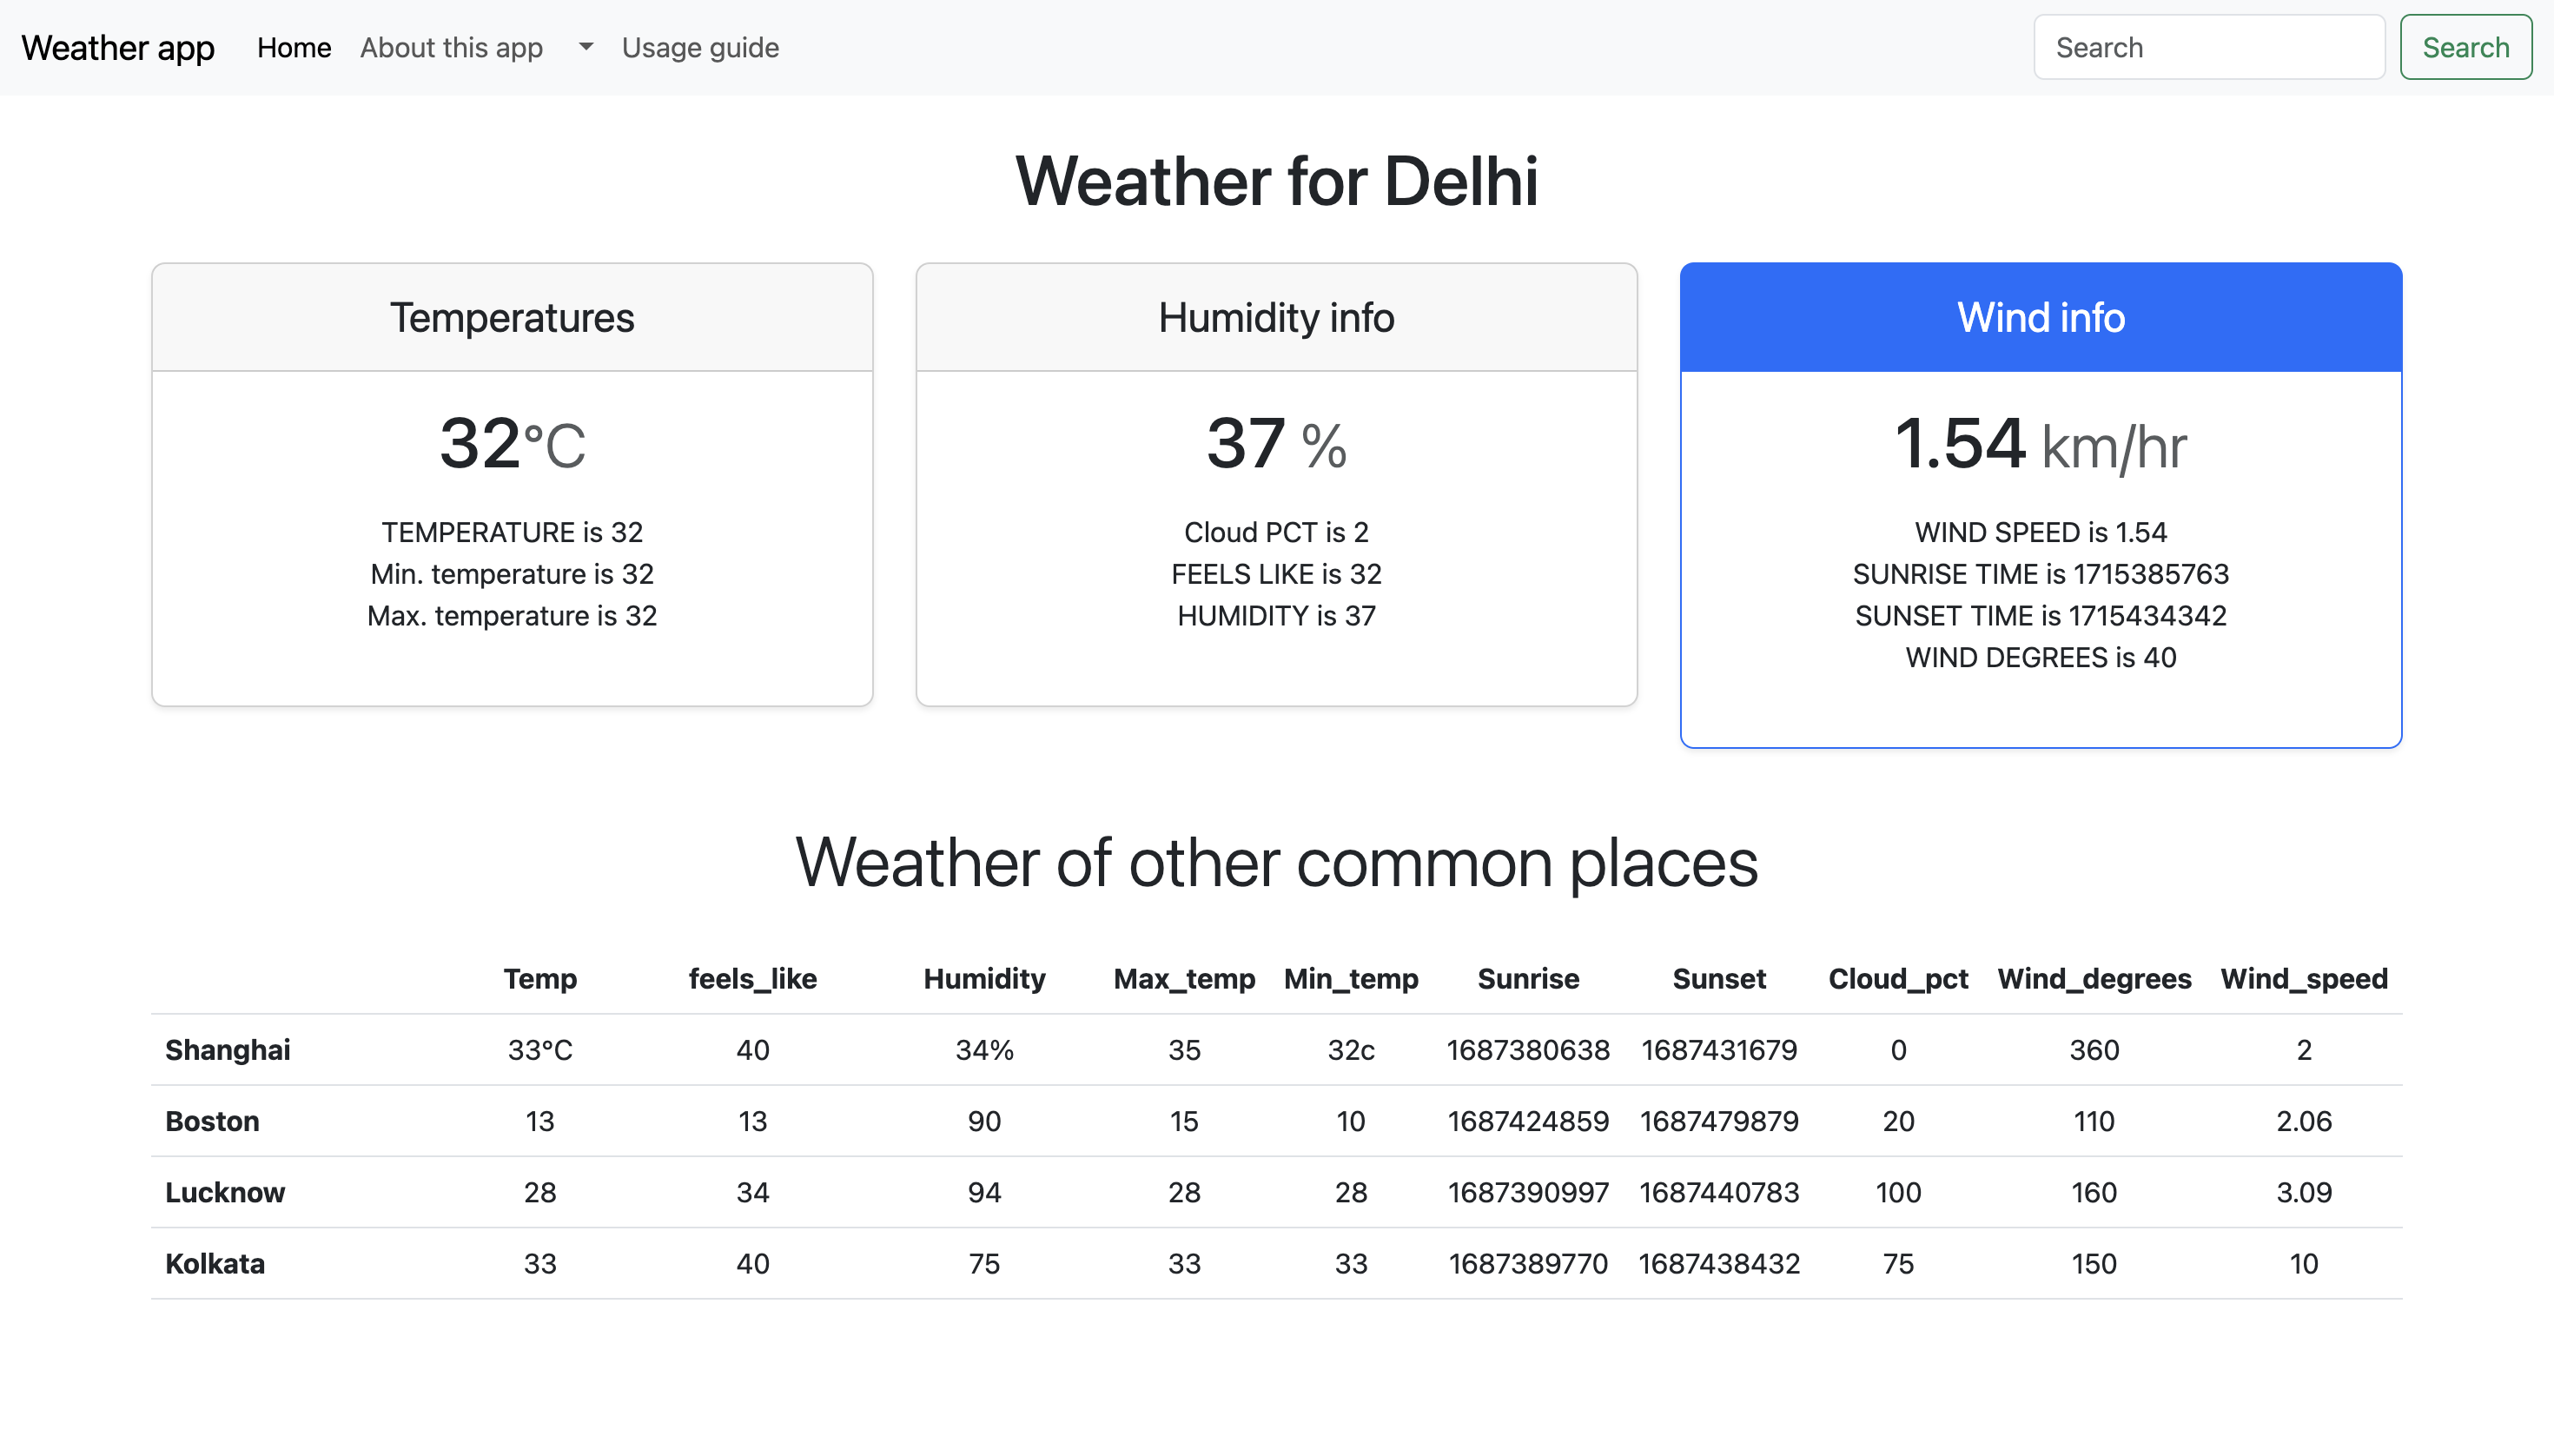 Weather app Home About this app Usage guide Search Search
Weather for Delhi
Temperatures
32°C
TEMPERATURE is 32
Min. temperature is 32
Max. temperature is 32
Humidity info
37 %
Cloud PCT is 2
FEELS LIKE is 32
HUMIDITY is 37
Wind info
1.54 km/hr
WIND SPEED is 1.54
SUNRISE TIME is 1715385763
SUNSET TIME is 1715434342
WIND DEGREES is 40
Weather of other common places
Temp feels_like Humidity Max_temp Min_temp Sunrise Sunset Cloud_pct Wind_degrees Wind_speed
Shanghai 33°C 40 34% 35 32c 1687380638 1687431679 0 360 2
Boston 13 13 90 15 10 1687424859 1687479879 20 110 2.06
Lucknow 28 34 94 28 28 1687390997 1687440783 100 160 3.09
Kolkata 33 40 75 33 33 1687389770 1687438432 75 150 10